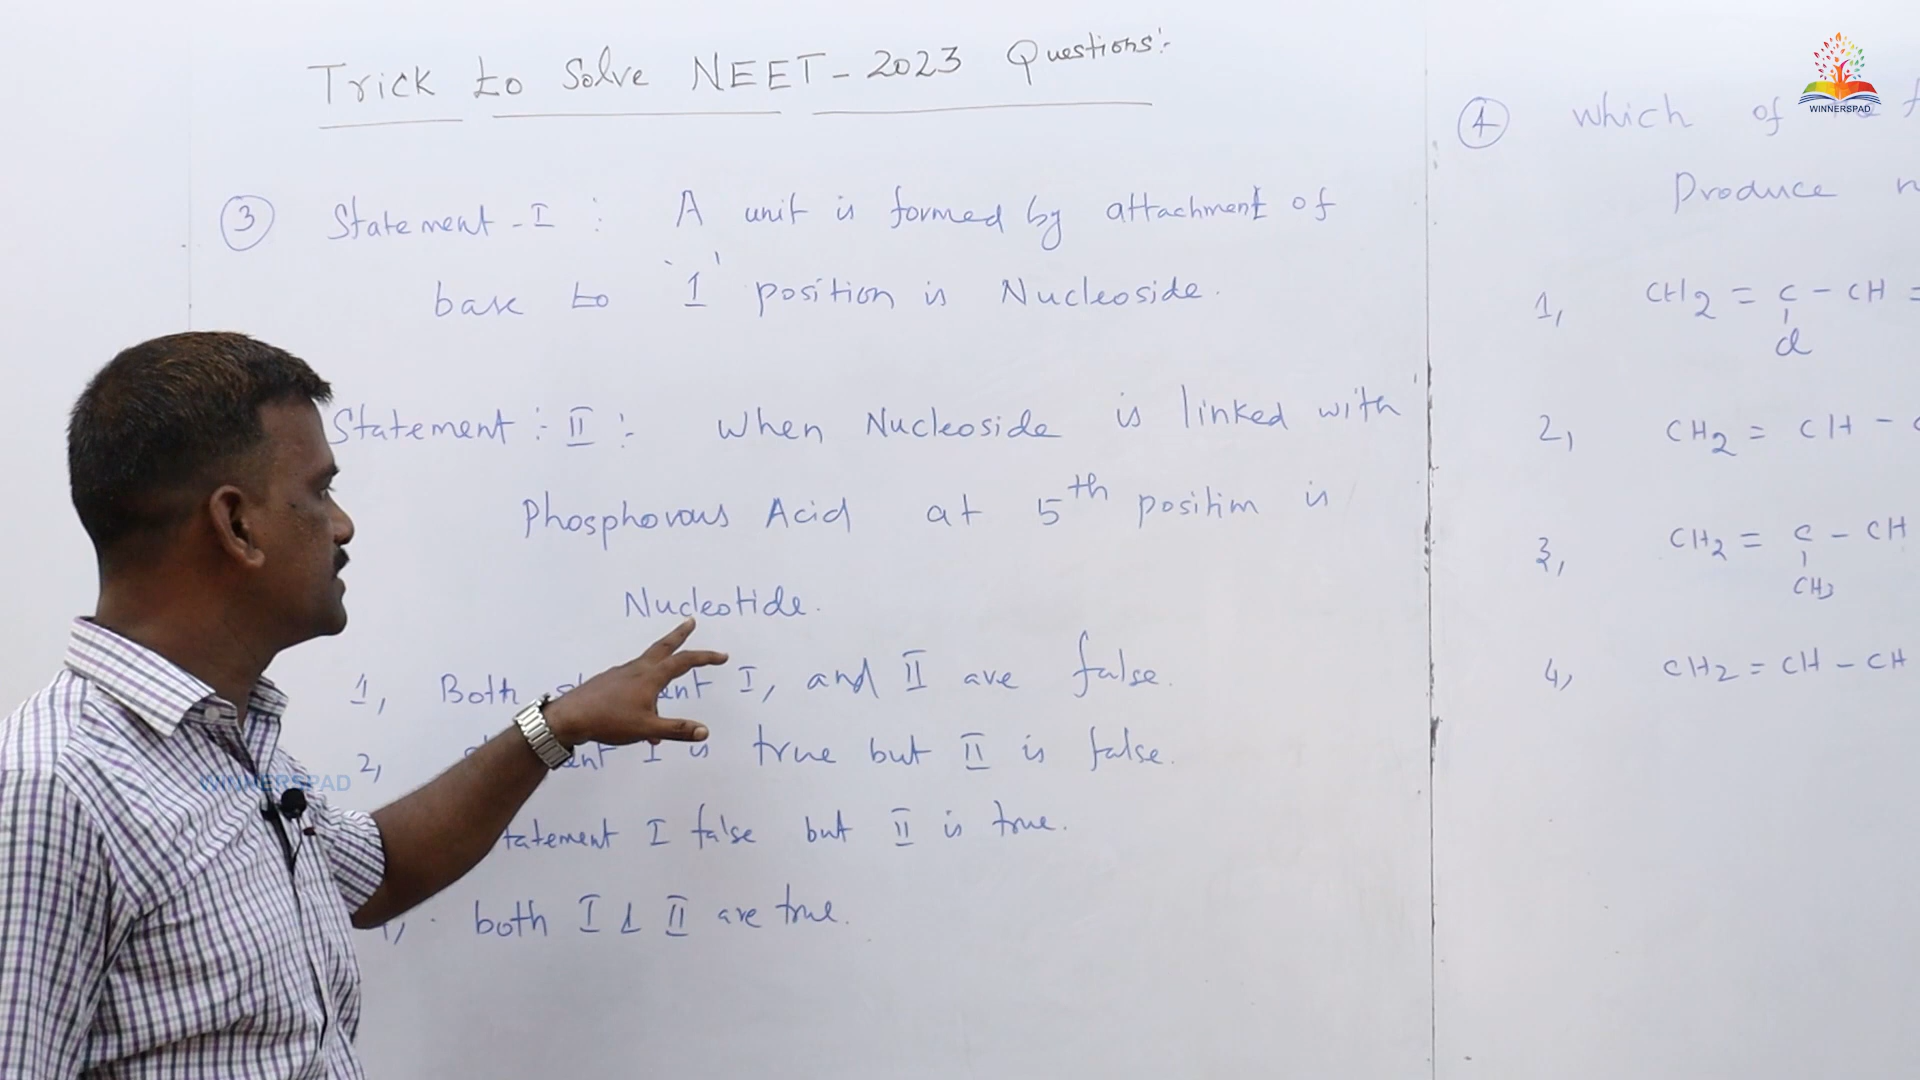 Trick to Solve NEET - 2023 Questions:-
WINNERSPAD
3 Statement - I : A unit is formed by attachment of
base to '1' position is Nucleoside.
Statement :- II :- when Nucleoside is linked with
Phosphorous Acid at 5th position is
Nucleotide.
1, Both I, and II are false.
2, I is true but II is false.
tatement I false but II is true.
both I & II are true.
WINNERSPAD
4 which of
Produce
1, CH2 = C - CH =
Cl
2, CH2 = CH -
3, CH2 = C - CH
CH3
4, CH2 = CH - CH